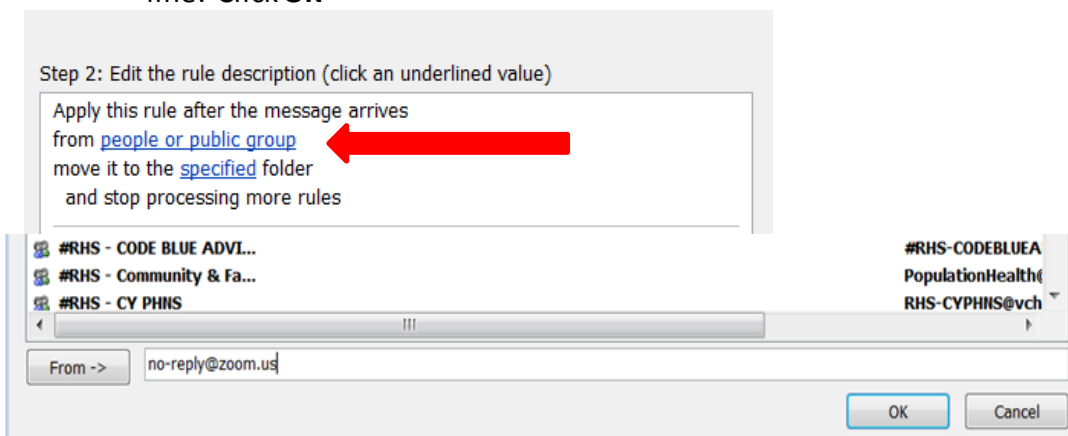 Step 2: Edit the rule description (click an underlined value)
Apply this rule after the message arrives
from people or public group
move it to the specified folder
and stop processing more rules
#RHS - CODE BLUE ADVI... #RHS-CODEBLUEA
#RHS - Community & Fa... PopulationHealth(
#RHS - CY PHNS RHS-CYPHNS@vch
From -> no-reply@zoom.us
OK Cancel